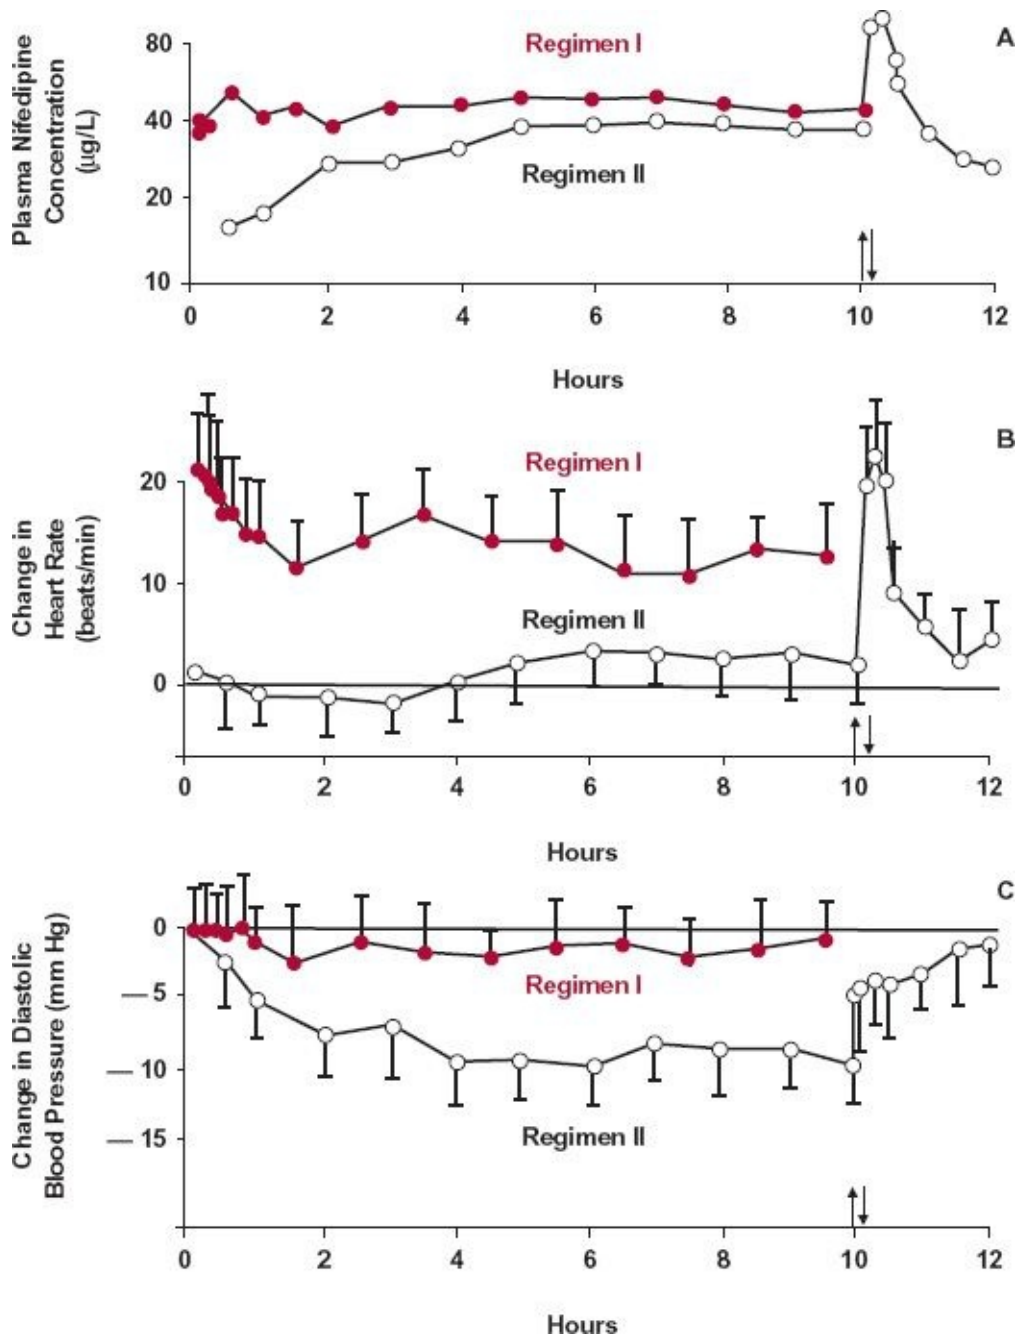 A
Plasma Nifedipine
Concentration
(µg/L)
80
40
20
10
Regimen I
Regimen II
0 2 4 6 8 10 12
Hours
B
Change in
Heart Rate
(beats/min)
20
10
0
Regimen I
Regimen II
0 2 4 6 8 10 12
Hours
C
Change in Diastolic
Blood Pressure (mm Hg)
0
— 5
— 10
— 15
Regimen I
Regimen II
0 2 4 6 8 10 12
Hours